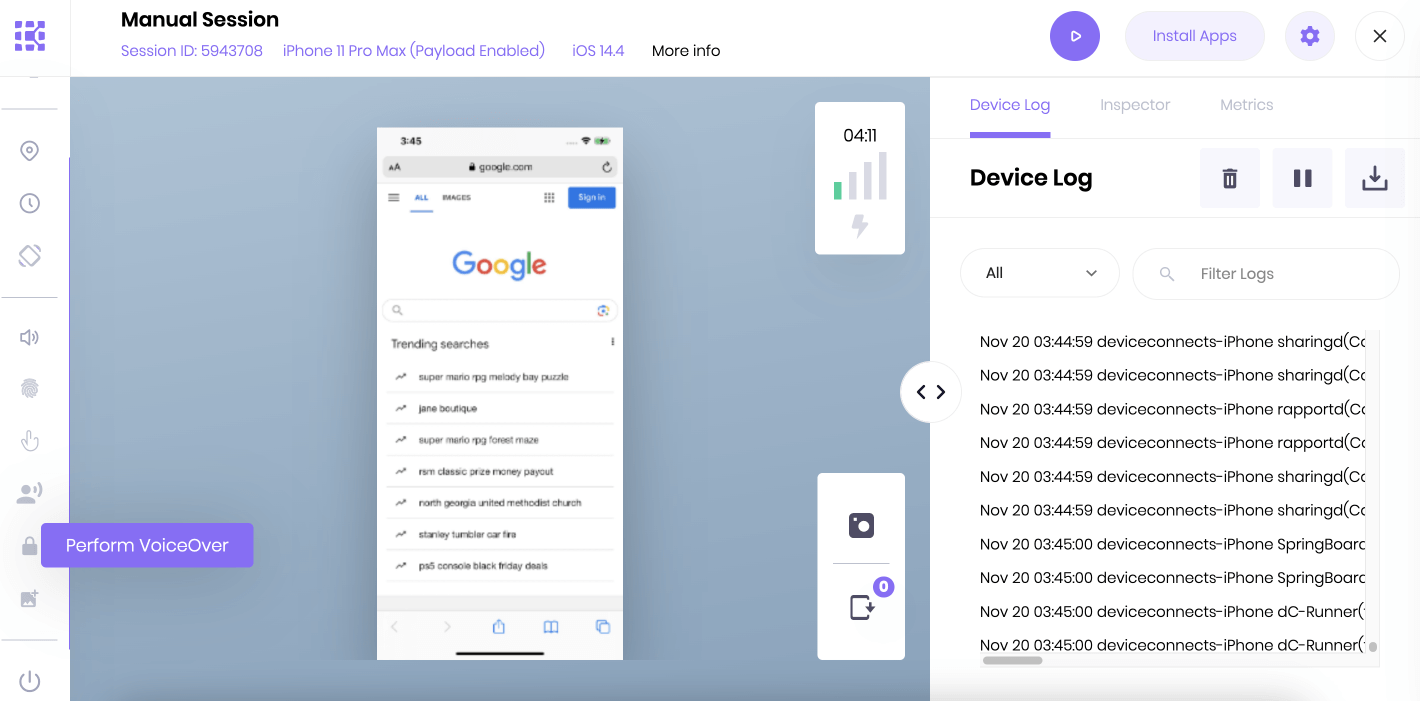 Manual Session
Session ID: 5943708 iPhone 11 Pro Max (Payload Enabled) iOS 14.4 More info
Install Apps
Perform VoiceOver
3:45
AA google.com
ALL IMAGES Sign in
Google
Trending searches
super mario rpg melody bay puzzle
jane boutique
super mario rpg forest maze
rsm classic prize money payout
north georgia united methodist church
stanley tumbler car fire
ps5 console black friday deals
04:11
0
Device Log Inspector Metrics
Device Log
All Filter Logs
Nov 20 03:44:59 deviceconnects-iPhone sharingd(Co
Nov 20 03:44:59 deviceconnects-iPhone sharingd(Co
Nov 20 03:44:59 deviceconnects-iPhone rapportd(Co
Nov 20 03:44:59 deviceconnects-iPhone rapportd(Co
Nov 20 03:44:59 deviceconnects-iPhone sharingd(Co
Nov 20 03:44:59 deviceconnects-iPhone sharingd(Co
Nov 20 03:45:00 deviceconnects-iPhone SpringBoard
Nov 20 03:45:00 deviceconnects-iPhone SpringBoard
Nov 20 03:45:00 deviceconnects-iPhone dC-Runner(
Nov 20 03:45:00 deviceconnects-iPhone dC-Runner(